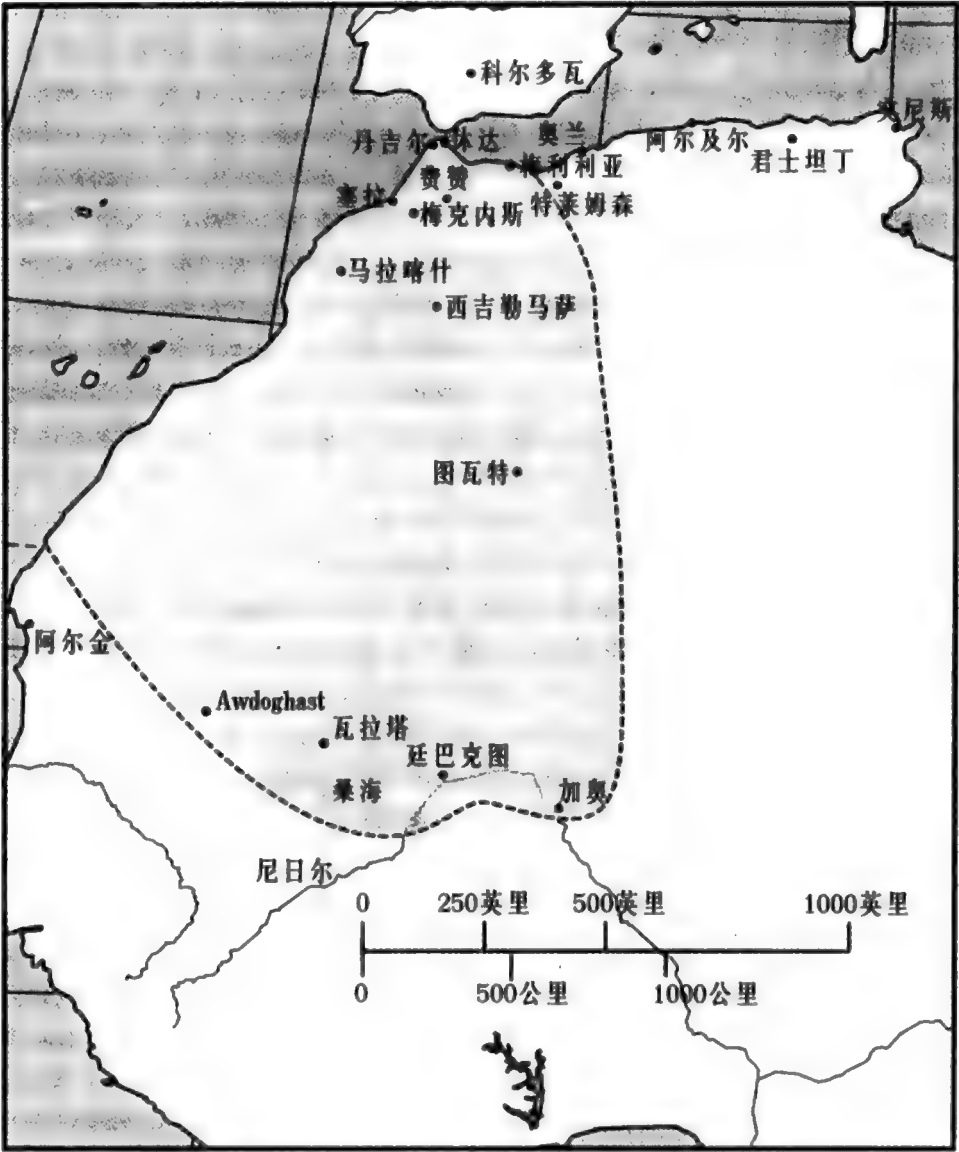 科尔多瓦
突尼斯
丹吉尔
休达
奥兰
阿尔及尔
君士坦丁
梅利利亚
费赞
塞拉
梅克内斯
特莱姆森
马拉喀什
西吉勒马萨
图瓦特
阿尔金
Awdoghast
瓦拉塔
廷巴克图
桑海
加奥
尼日尔
0 250英里 500英里 1000英里
0 500公里 1000公里